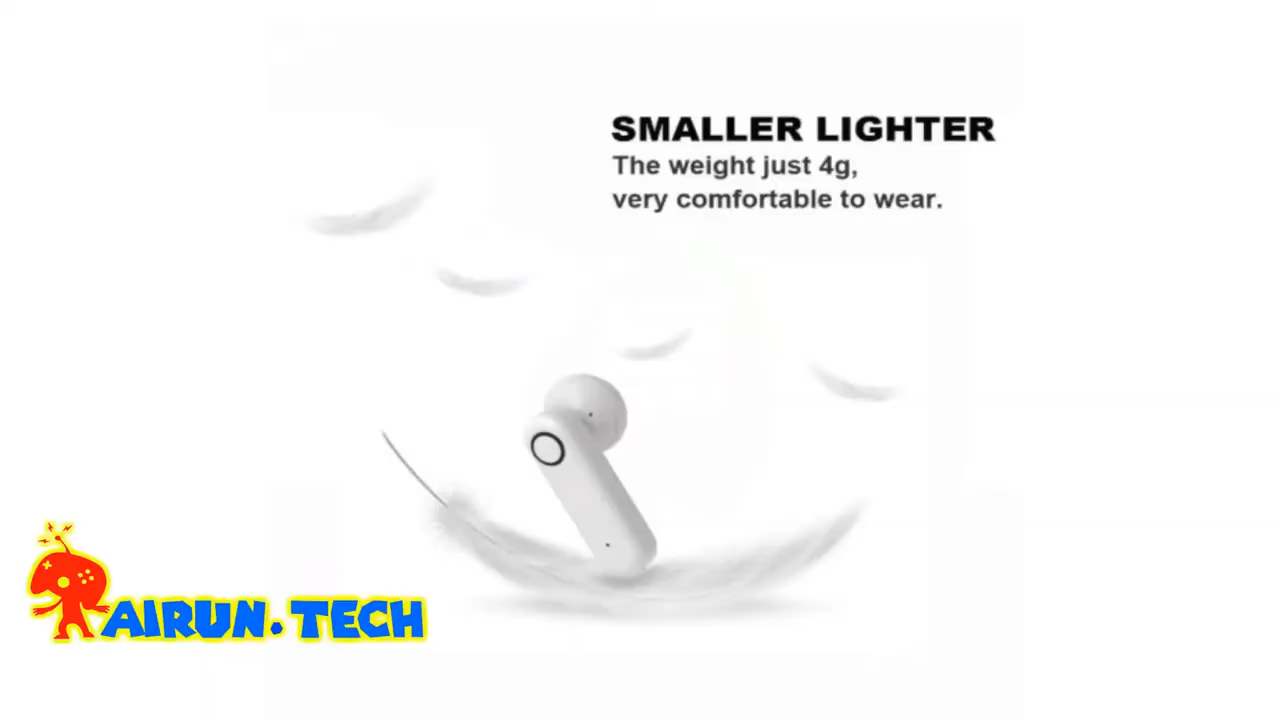 SMALLER LIGHTER
The weight just 4g,
very comfortable to wear.
AIRUN.TECH